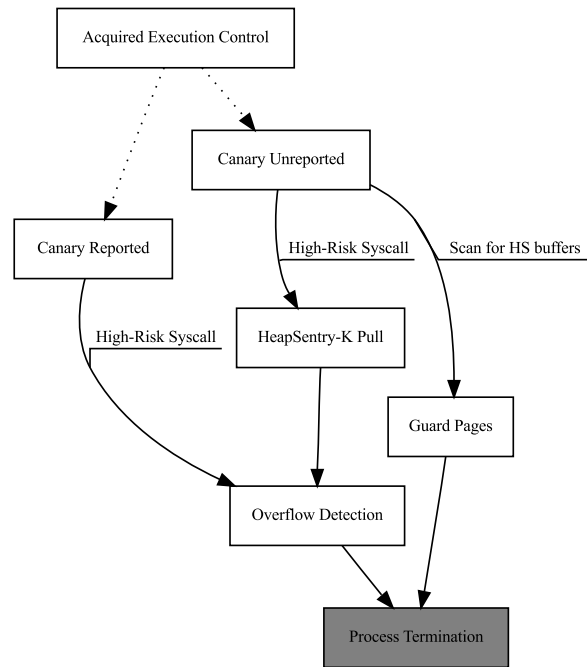 Acquired Execution Control
Canary Unreported
Canary Reported
High-Risk Syscall
Scan for HS buffers
HeapSentry-K Pull
High-Risk Syscall
Guard Pages
Overflow Detection
Process Termination